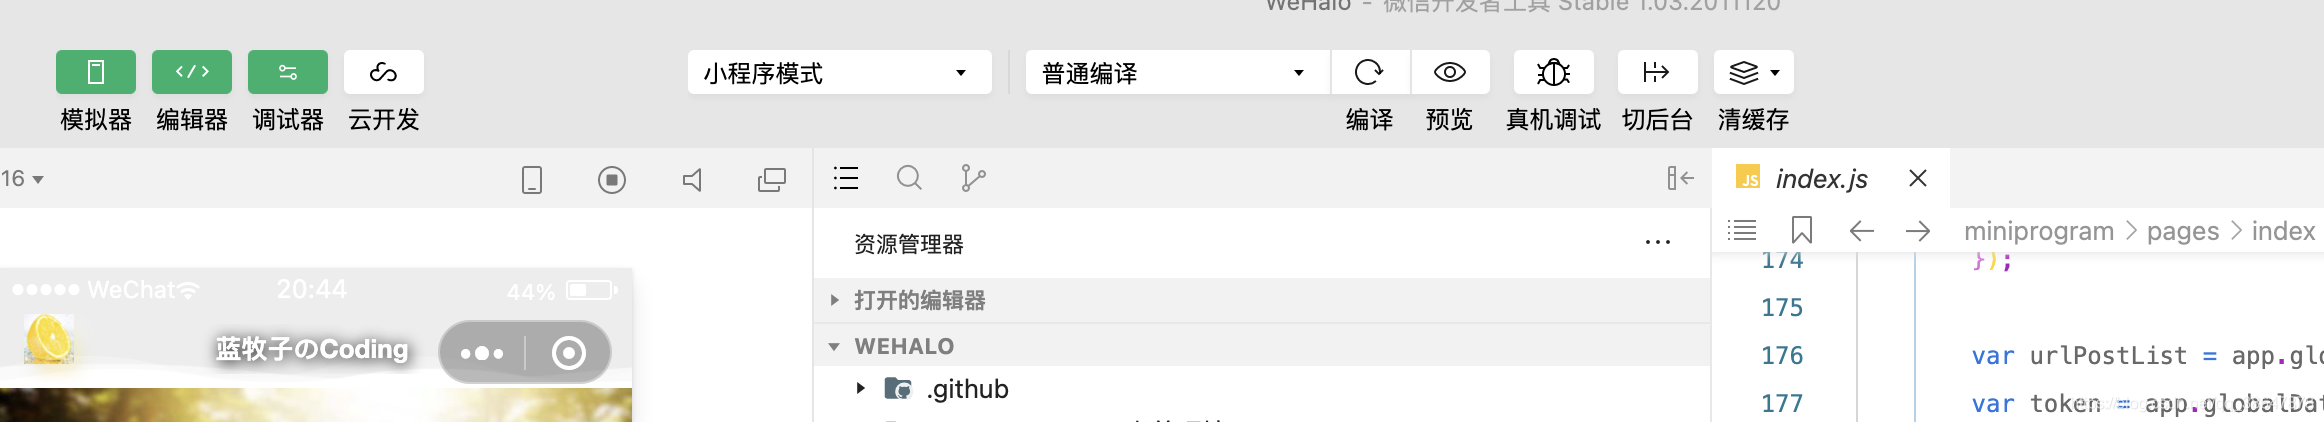 WeHalo - 微信开发者工具 Stable 1.03.2011120
小程序模式
普通编译
模拟器 编辑器 调试器 云开发
编译 预览 真机调试 切后台 清缓存
16
index.js
资源管理器
miniprogram > pages > index
WeChat 20:44 44%
174 });
打开的编辑器
175
蓝牧子のCoding
WEHALO
176 var urlPostList = app.glo
.github
177 var token = app.globalDat